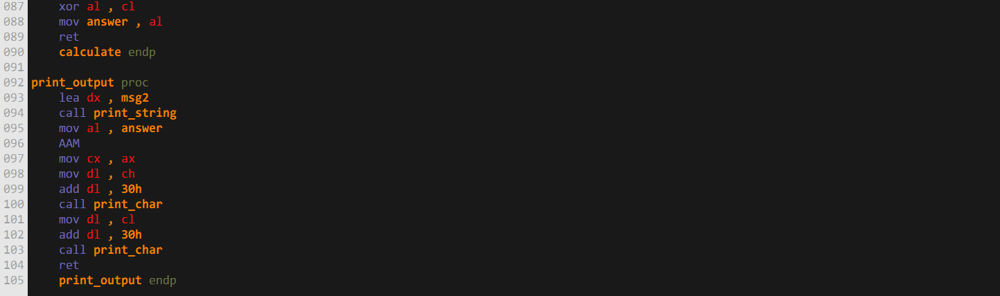 087 xor al , cl
088 mov answer , al
089 ret
090 calculate endp
091
092 print_output proc
093 lea dx , msg2
094 call print_string
095 mov al , answer
096 AAM
097 mov cx , ax
098 mov dl , ch
099 add dl , 30h
100 call print_char
101 mov dl , cl
102 add dl , 30h
103 call print_char
104 ret
105 print_output endp